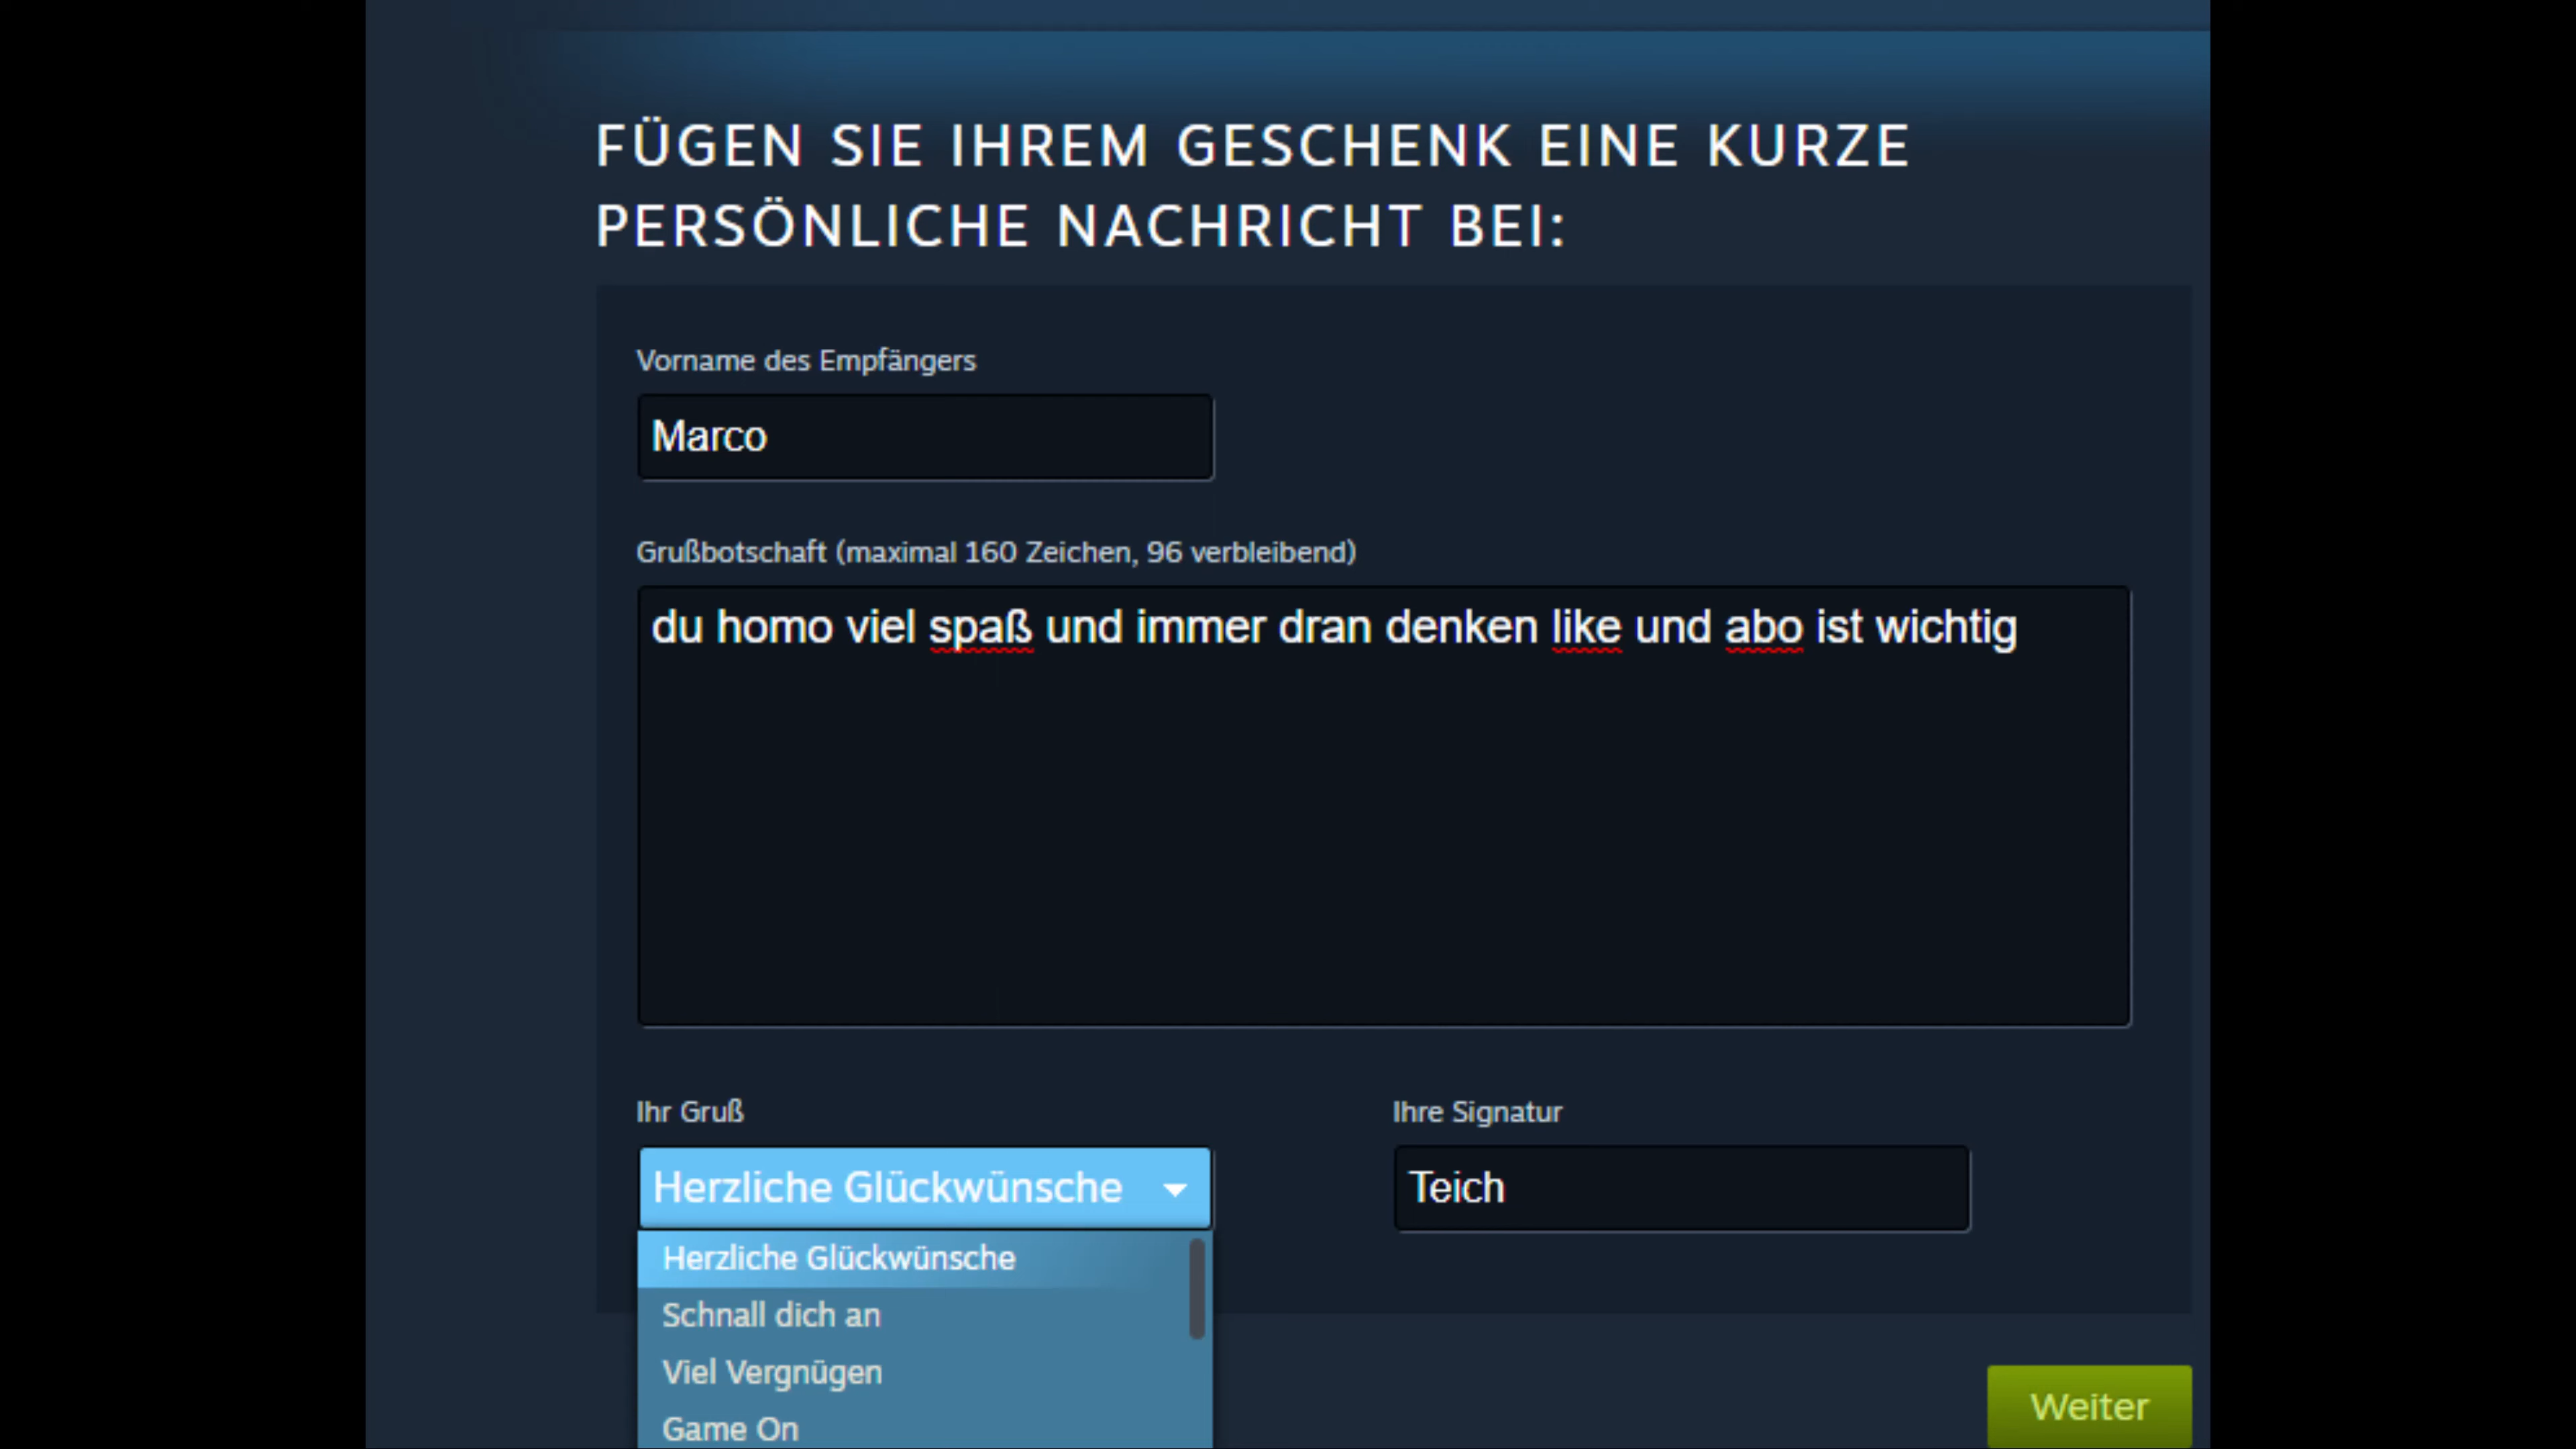 FÜGEN SIE IHREM GESCHENK EINE KURZE
PERSÖNLICHE NACHRICHT BEI:
Vorname des Empfängers
Marco
Grußbotschaft (maximal 160 Zeichen, 96 verbleibend)
du homo viel spaß und immer dran denken like und abo ist wichtig
Ihr Gruß
Herzliche Glückwünsche
Herzliche Glückwünsche
Schnall dich an
Viel Vergnügen
Game On
Ihre Signatur
Teich
Weiter